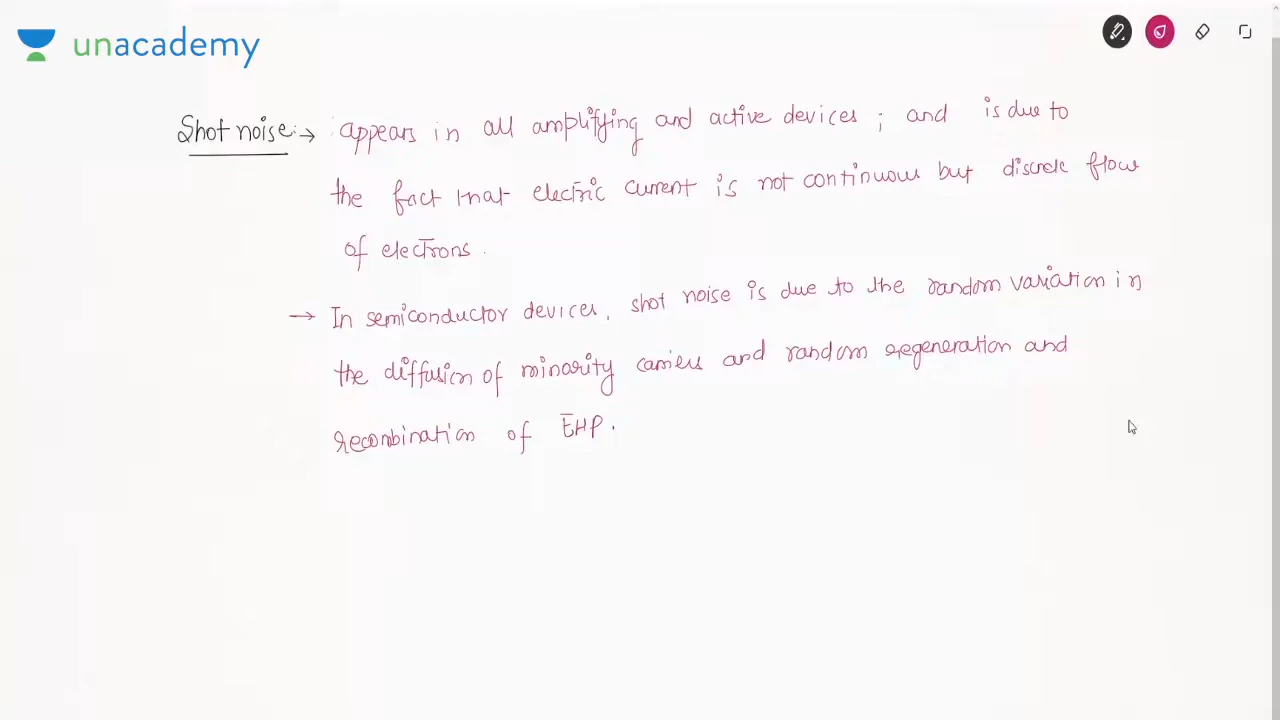 unacademy
Shot noise:→ appears in all amplifying and active devices ; and is due to
the fact that electric current is not continuous but discrete flow
of electrons.
→ In semiconductor devices, shot noise is due to the random variation in
the diffusion of minority carriers and random regeneration and
recombination of EHP.